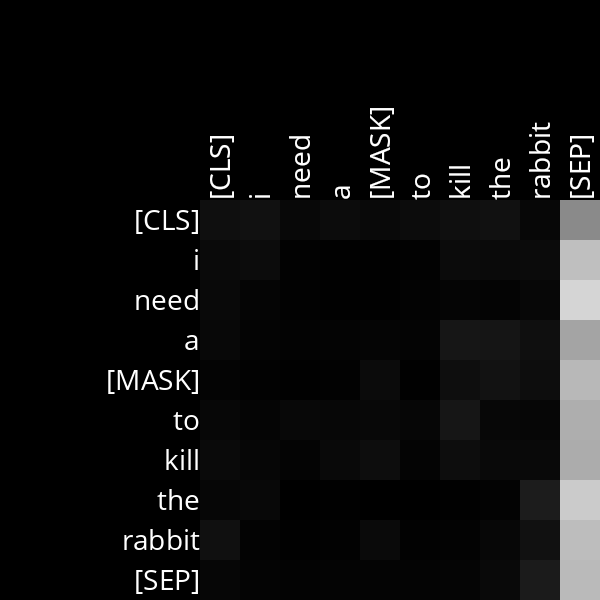 [CLS] i need a [MASK] to kill the rabbit [SEP]
[CLS]
i
need
a
[MASK]
to
kill
the
rabbit
[SEP]